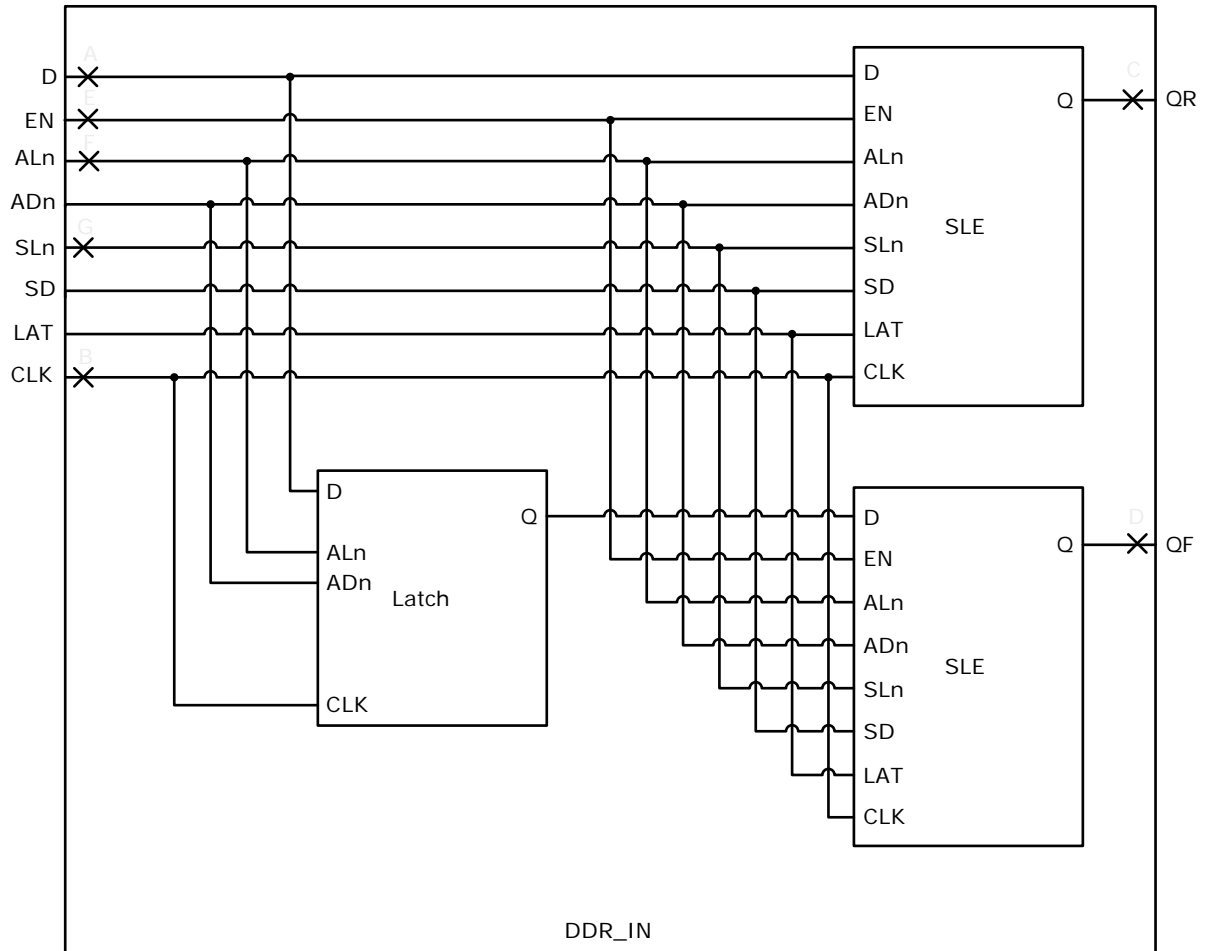 A
D
E
EN
F
ALn
ADn
G
SLn
SD
LAT
B
CLK
D
EN
ALn
ADn
SLn
SD
LAT
CLK
Q
SLE
C
QR
D
ALn
ADn
CLK
Q
Latch
D
EN
ALn
ADn
SLn
SD
LAT
CLK
Q
SLE
D
QF
DDR_IN